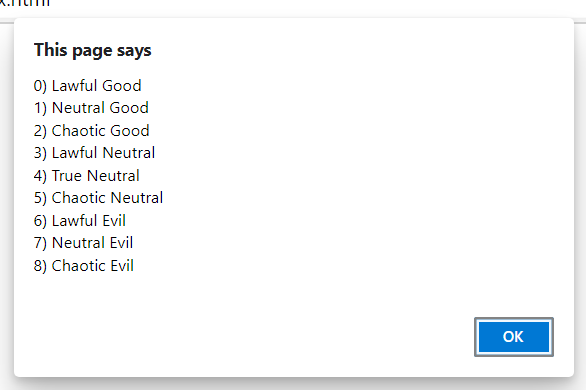 x.html
This page says
0) Lawful Good
1) Neutral Good
2) Chaotic Good
3) Lawful Neutral
4) True Neutral
5) Chaotic Neutral
6) Lawful Evil
7) Neutral Evil
8) Chaotic Evil
OK